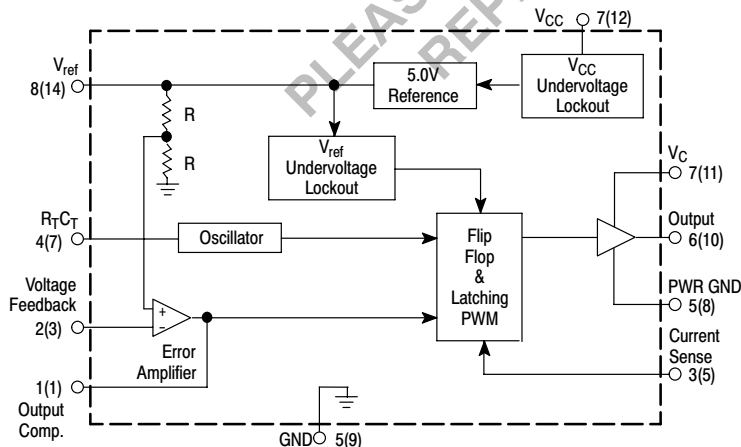 PLEAS
REPR
VCC 7(12)
Vref
8(14)
5.0V
Reference
VCC
Undervoltage
Lockout
R
R
Vref
Undervoltage
Lockout
VC
7(11)
RTCT
4(7)
Oscillator
Flip
Flop
&
Latching
PWM
Output
6(10)
Voltage
Feedback
2(3)
+
–
Error
Amplifier
PWR GND
5(8)
Current
Sense
3(5)
1(1)
Output
Comp.
GND 5(9)